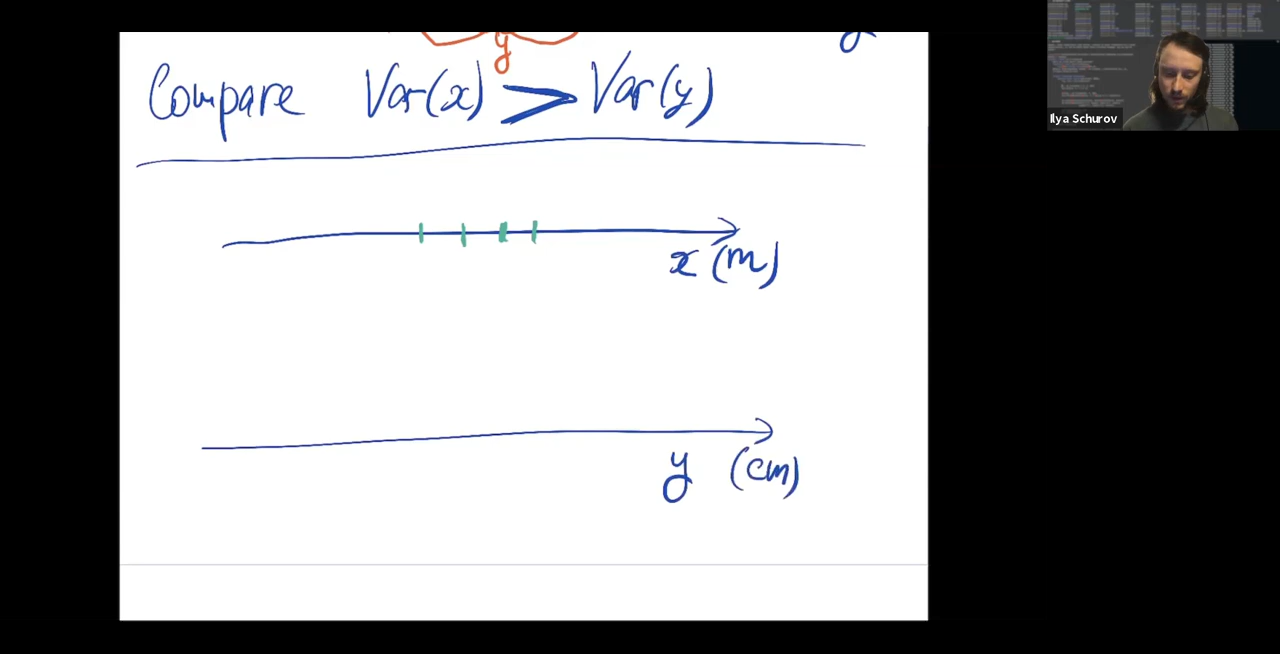 y
y
Compare Var(x) > Var(y)
Ilya Schurov
x (m)
y (cm)